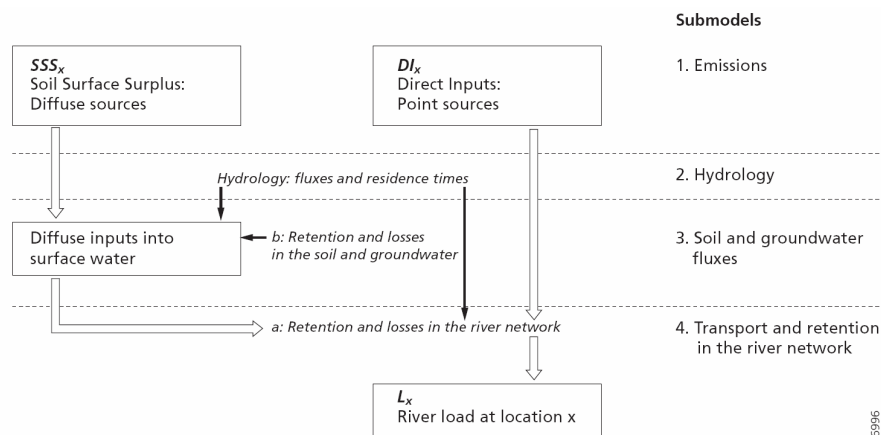 Submodels
SSSx
Soil Surface Surplus:
Diffuse sources
DIx
Direct Inputs:
Point sources
1. Emissions
Hydrology: fluxes and residence times
2. Hydrology
Diffuse inputs into
surface water
b: Retention and losses
in the soil and groundwater
3. Soil and groundwater
fluxes
a: Retention and losses in the river network
4. Transport and retention
in the river network
Lx
River load at location x